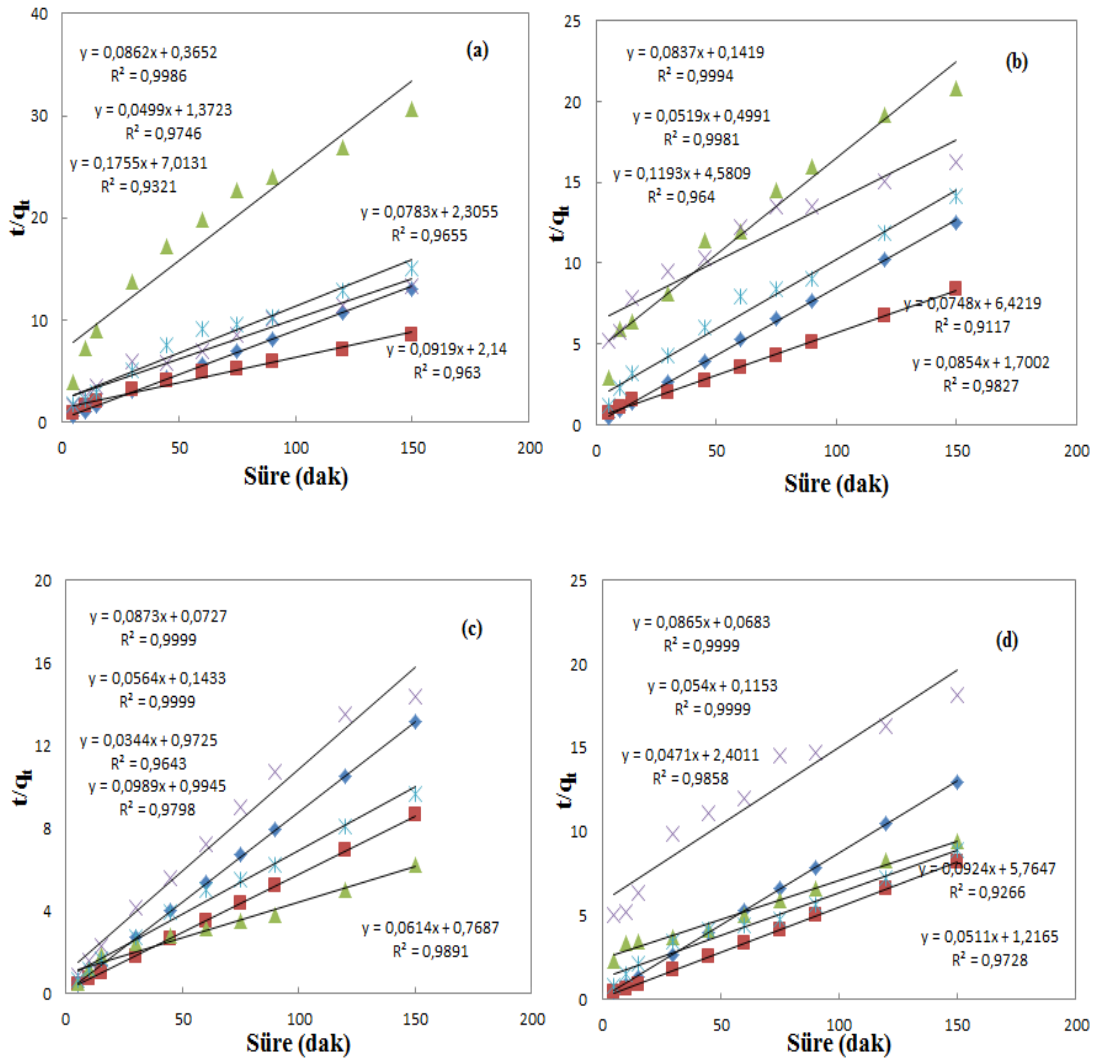 40
30
20
10
0
t/qt
y = 0,0862x + 0,3652
R² = 0,9986
y = 0,0499x + 1,3723
R² = 0,9746
y = 0,1755x + 7,0131
R² = 0,9321
(a)
y = 0,0783x + 2,3055
R² = 0,9655
y = 0,0919x + 2,14
R² = 0,963
0 50 100 150 200
Süre (dak)
25
20
15
10
5
0
t/qt
y = 0,0837x + 0,1419
R² = 0,9994
y = 0,0519x + 0,4991
R² = 0,9981
y = 0,1193x + 4,5809
R² = 0,964
(b)
y = 0,0748x + 6,4219
R² = 0,9117
y = 0,0854x + 1,7002
R² = 0,9827
0 50 100 150 200
Süre (dak)
20
16
12
8
4
0
t/qt
y = 0,0873x + 0,0727
R² = 0,9999
y = 0,0564x + 0,1433
R² = 0,9999
y = 0,0344x + 0,9725
R² = 0,9643
y = 0,0989x + 0,9945
R² = 0,9798
(c)
y = 0,0614x + 0,7687
R² = 0,9891
0 50 100 150 200
Süre (dak)
25
20
15
10
5
0
t/qt
y = 0,0865x + 0,0683
R² = 0,9999
y = 0,054x + 0,1153
R² = 0,9999
y = 0,0471x + 2,4011
R² = 0,9858
(d)
y = 0,0924x + 5,7647
R² = 0,9266
y = 0,0511x + 1,2165
R² = 0,9728
0 50 100 150 200
Süre (dak)